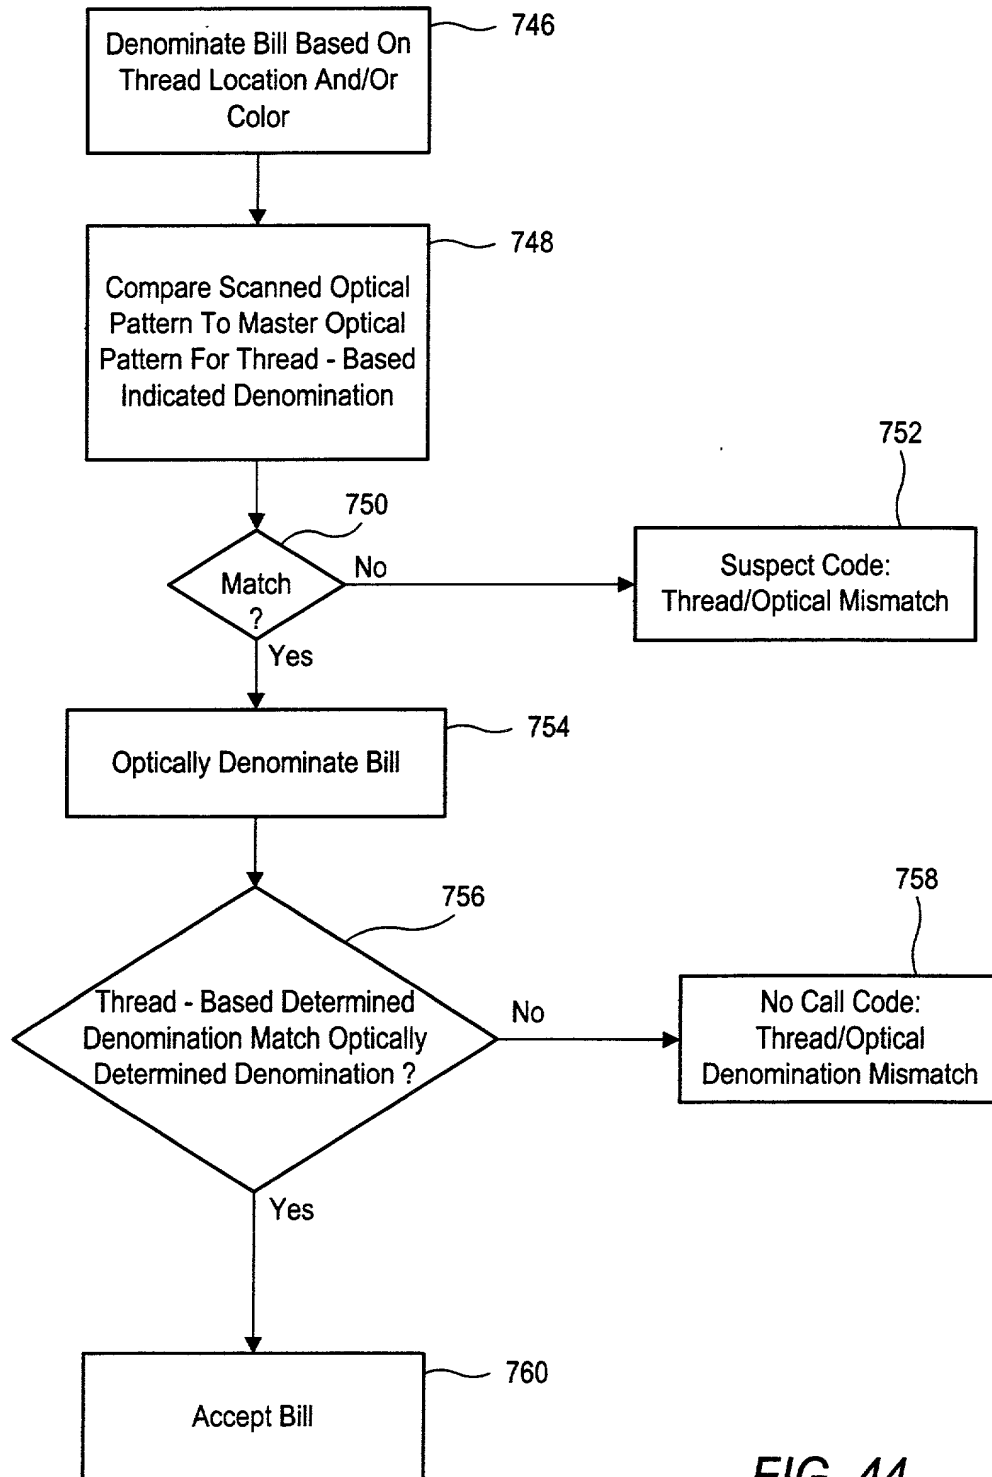 Denominate Bill Based On
Thread Location And/Or
Color
746
Compare Scanned Optical
Pattern To Master Optical
Pattern For Thread - Based
Indicated Denomination
748
750
Match
?
No
Yes
752
Suspect Code:
Thread/Optical Mismatch
Optically Denominate Bill
754
756
Thread - Based Determined
Denomination Match Optically
Determined Denomination ?
No
Yes
758
No Call Code:
Thread/Optical
Denomination Mismatch
Accept Bill
760
FIG. 44